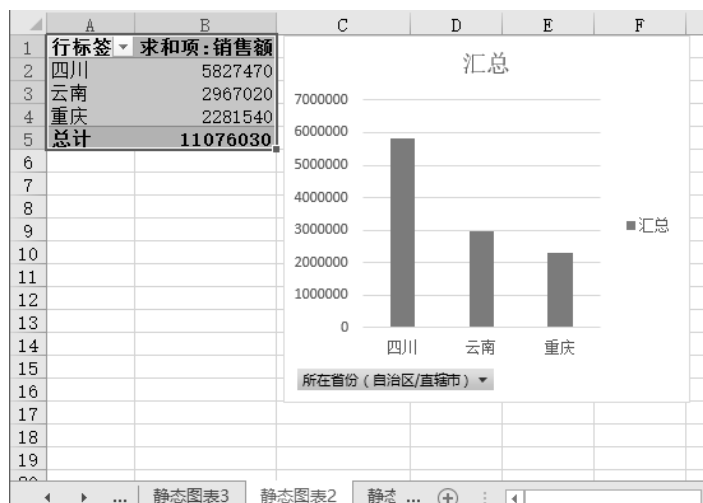 A B C D E F
1 行标签 求和项:销售额
2 四川 5827470
3 云南 2967020
4 重庆 2281540
5 总计 11076030
6
7
8
9
10
11
12
13
14
15
16
17
18
19
汇总
7000000
6000000
5000000
4000000
3000000
2000000
1000000
0
四川 云南 重庆
汇总
所在省份(自治区/直辖市)
... 静态图表3 静态图表2 静态 ...